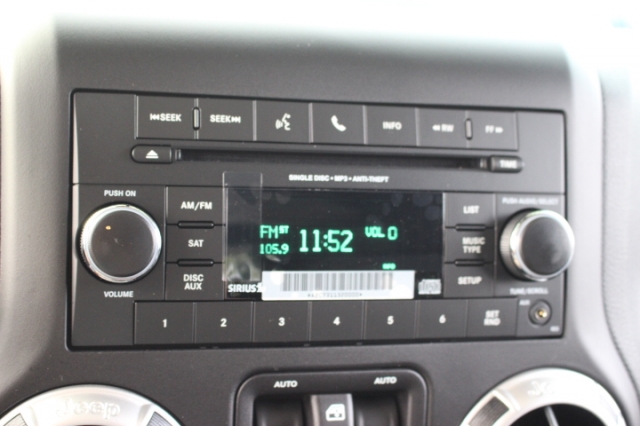 SEEK
SEEK
INFO
RW
FF
TIME
SINGLE DISC • MP3 • ANTI-THEFT
PUSH ON
AM/FM
SAT
DISC AUX
VOLUME
FM ST
105.9
11:52
VOL 0
INFO
SIRIUS
LIST
MUSIC TYPE
SETUP
PUSH AUDIO/SELECT
TUNE/SCROLL
1
2
3
4
5
6
SET RND
AUX
AUTO
AUTO
Jeep